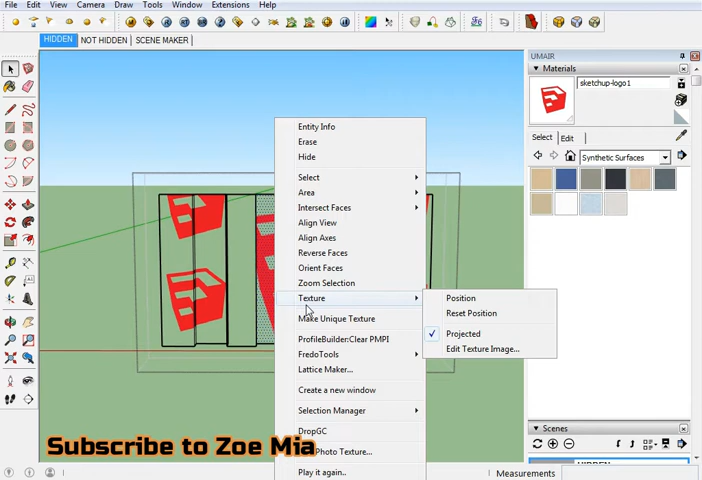 Edit View Camera Draw Tools Window Extensions Help
HIDDEN NOT HIDDEN SCENE MAKER
UMAIR
Materials
sketchup-logo1
Select Edit
Synthetic Surfaces
Entity Info
Erase
Hide
Select
Area
Intersect Faces
Align View
Align Axes
Reverse Faces
Orient Faces
Zoom Selection
Texture
Make Unique Texture
ProfileBuilder:Clear PMPI
FredoTools
Lattice Maker...
Create a new window
Selection Manager
DropGC
Photo Texture...
Play it again..
Position
Reset Position
Projected
Edit Texture Image...
Subscribe to Zoe Mia
Scenes
HIDDEN
Measurements